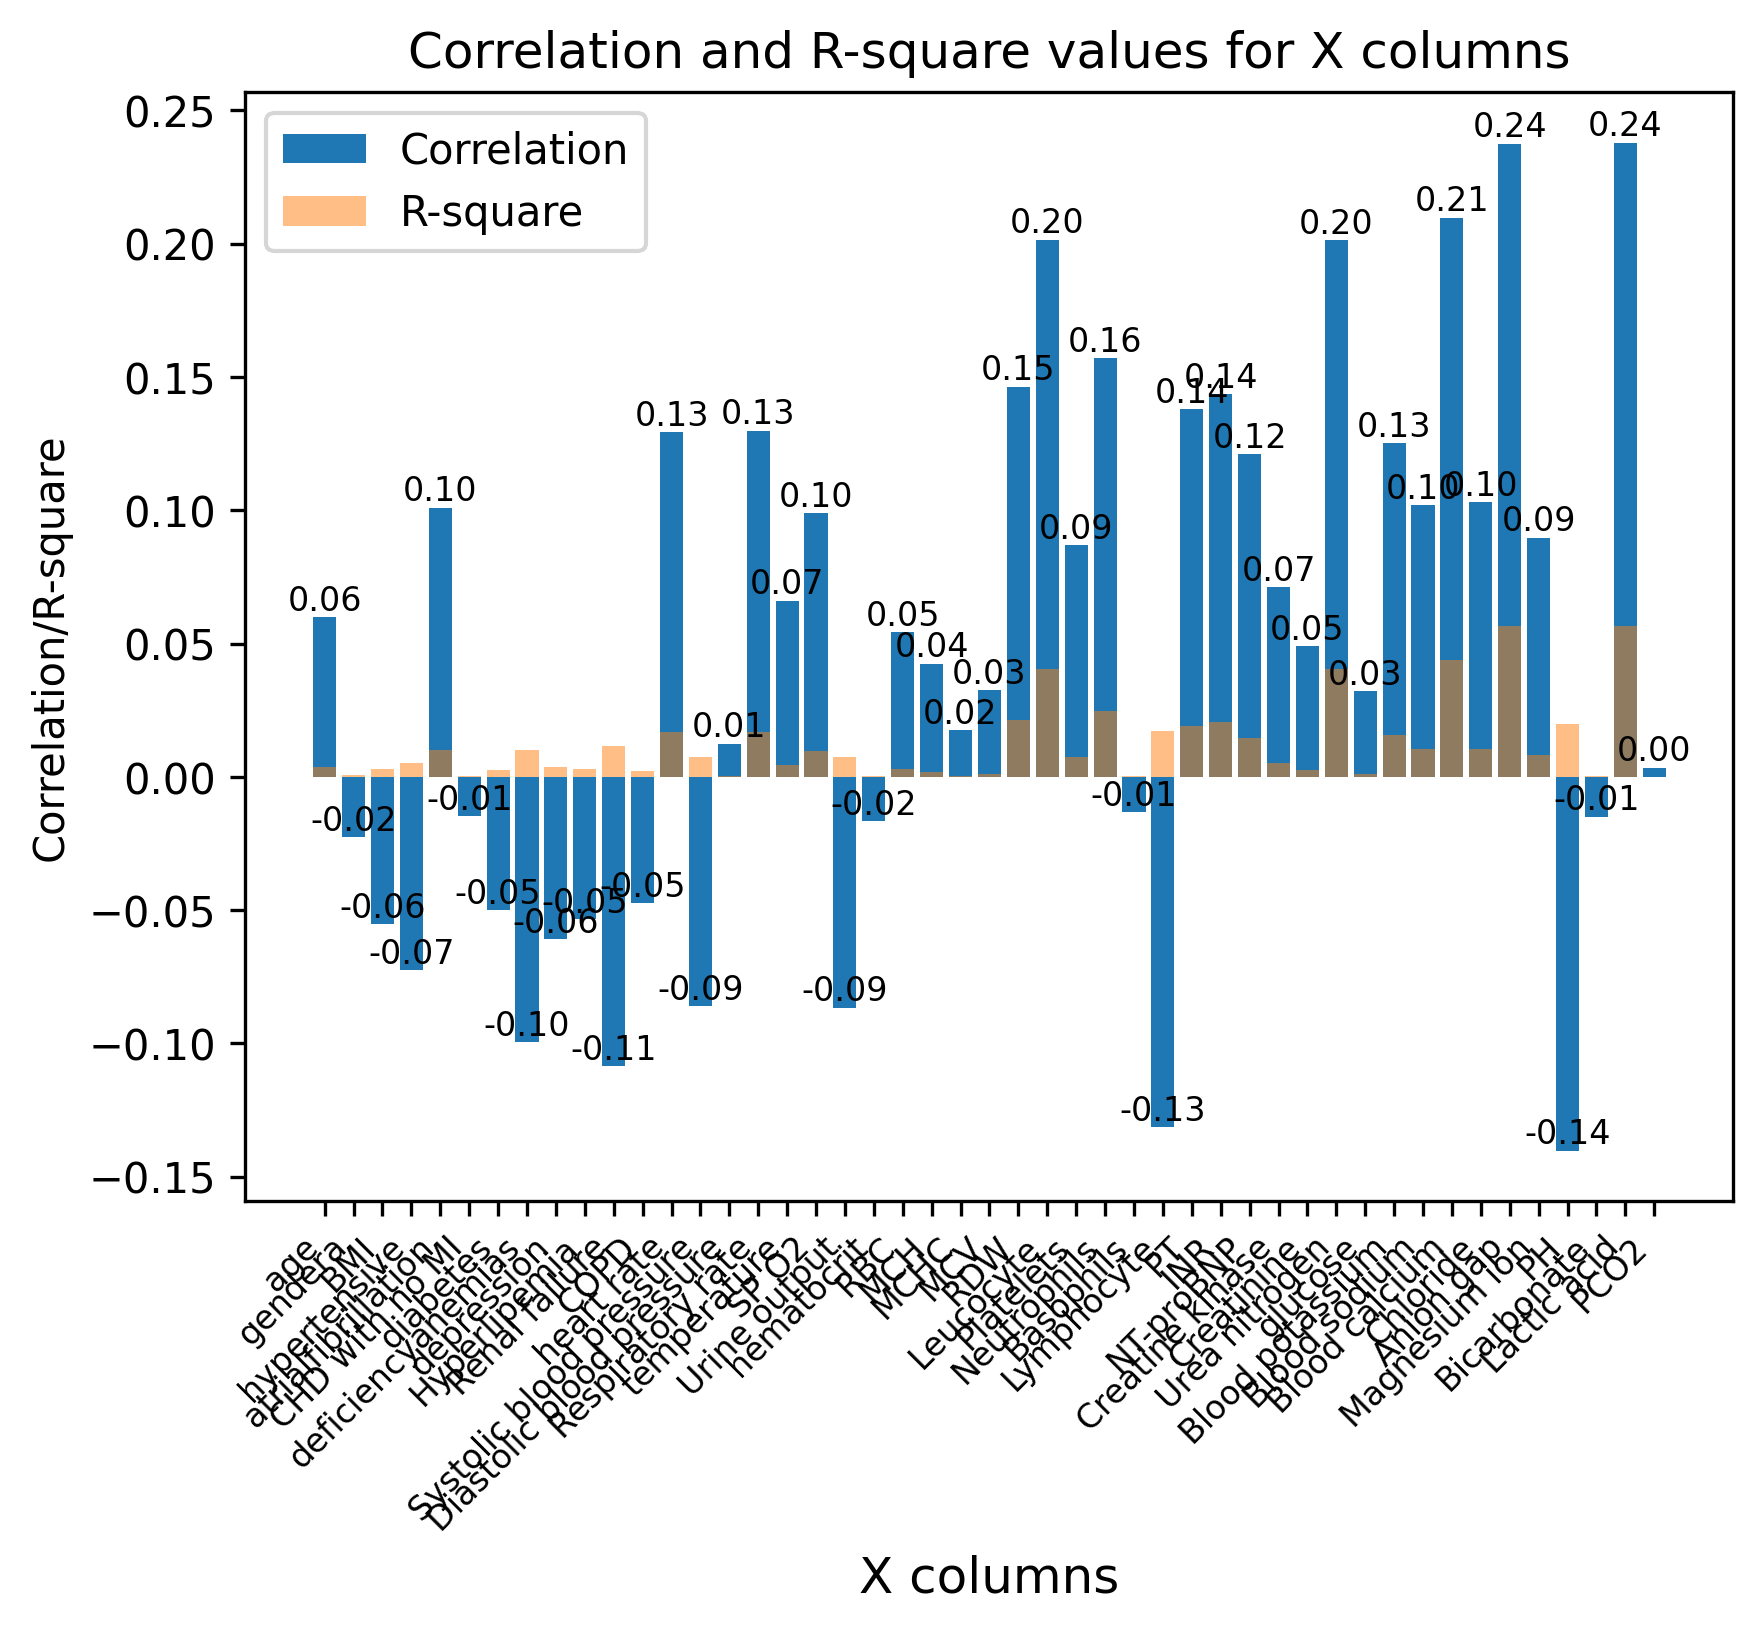 Correlation and R-square values for X columns
Correlation
R-square
Correlation/R-square
0.25
0.20
0.15
0.10
0.05
0.00
−0.05
−0.10
−0.15
0.06
-0.02
-0.06
-0.07
0.10
-0.01
-0.05
-0.10
-0.06
-0.05
-0.11
-0.05
0.13
-0.09
0.01
0.13
0.07
0.10
-0.09
-0.02
0.05
0.04
0.02
0.03
0.15
0.20
0.09
0.16
-0.01
-0.13
0.14
0.14
0.12
0.07
0.05
0.20
0.03
0.13
0.10
0.21
0.10
0.24
0.09
-0.14
-0.01
0.24
0.00
age
gendera
BMI
hypertensive
atrialfibrillation
CHD with no MI
diabetes
deficiencyanemias
depression
Hyperlipemia
Renal failure
COPD
heart rate
Systolic blood pressure
Diastolic blood pressure
Respiratory rate
temperature
SP O2
Urine output
hematocrit
RBC
MCH
MCHC
MCV
RDW
Leucocyte
Platelets
Neutrophils
Basophils
Lymphocyte
PT
INR
NT-proBNP
Creatine kinase
Creatinine
Urea nitrogen
glucose
Blood potassium
Blood sodium
Blood calcium
Chloride
Anion gap
Magnesium ion
PH
Bicarbonate
Lactic acid
PCO2
X columns